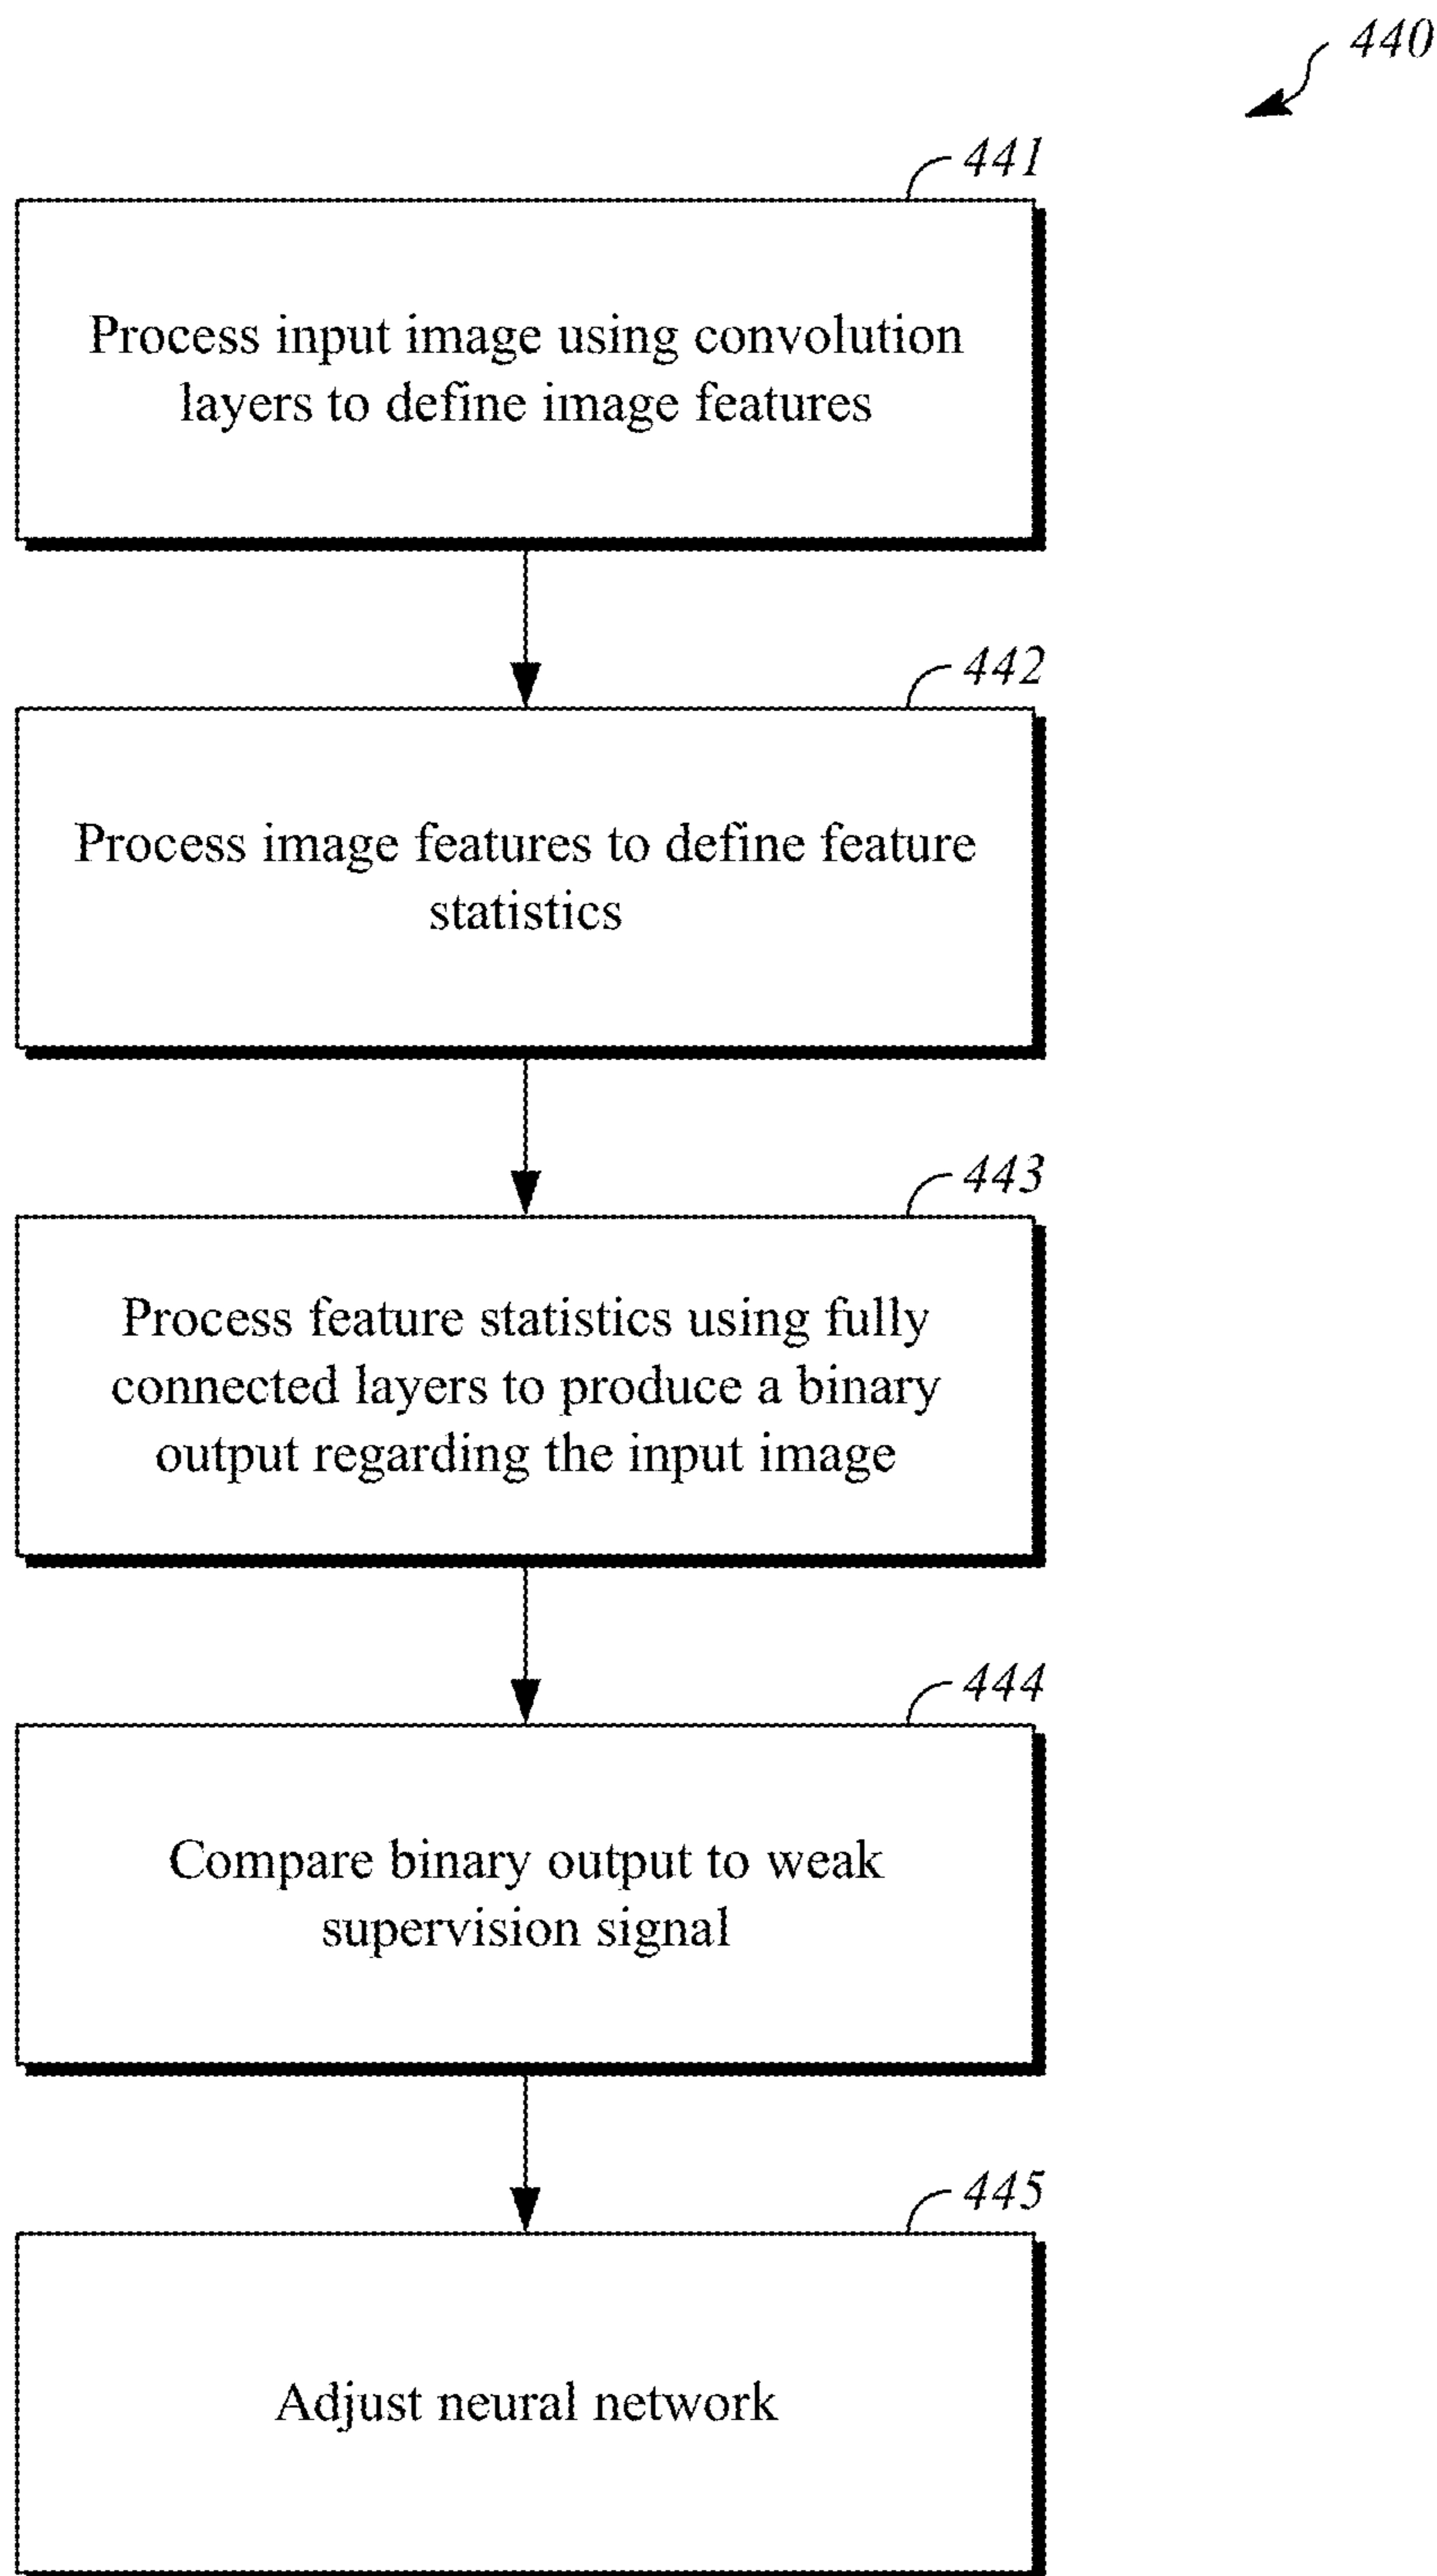 440
441
Process input image using convolution
layers to define image features
442
Process image features to define feature
statistics
443
Process feature statistics using fully
connected layers to produce a binary
output regarding the input image
444
Compare binary output to weak
supervision signal
445
Adjust neural network